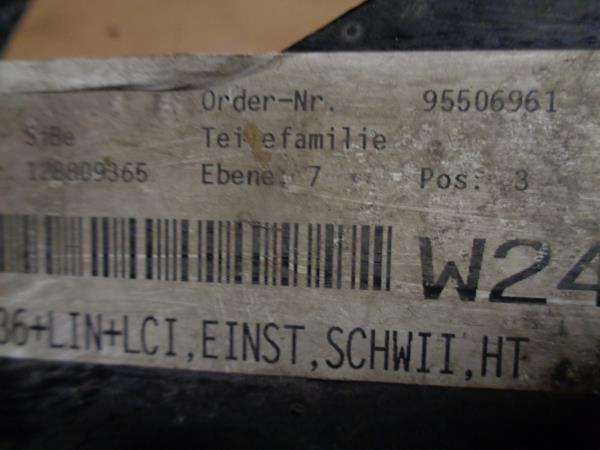 Order-Nr. 95506961
SiBe Teilefamilie
128809365 Ebene: 7 Pos: 3
W24
36+LIN+LCI,EINST,SCHWII,HT